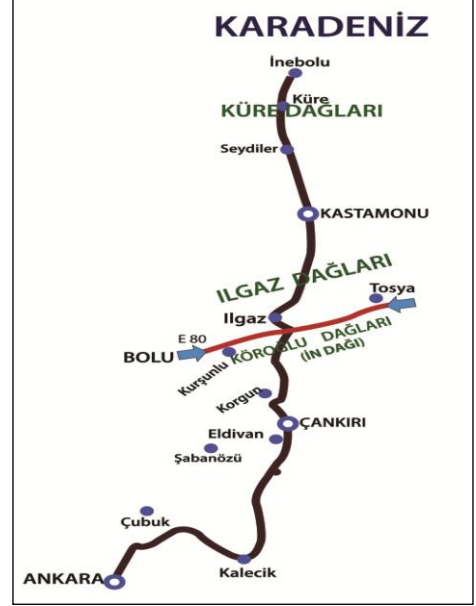 KARADENİZ
İnebolu
Küre
KÜRE DAĞLARI
Seydiler
KASTAMONU
ILGAZ DAĞLARI
Tosya
Ilgaz
E 80
BOLU
KÖROĞLU DAĞLARI
(İN DAĞI)
Kurşunlu
Korgun
ÇANKIRI
Eldivan
Şabanözü
Çubuk
Kalecik
ANKARA